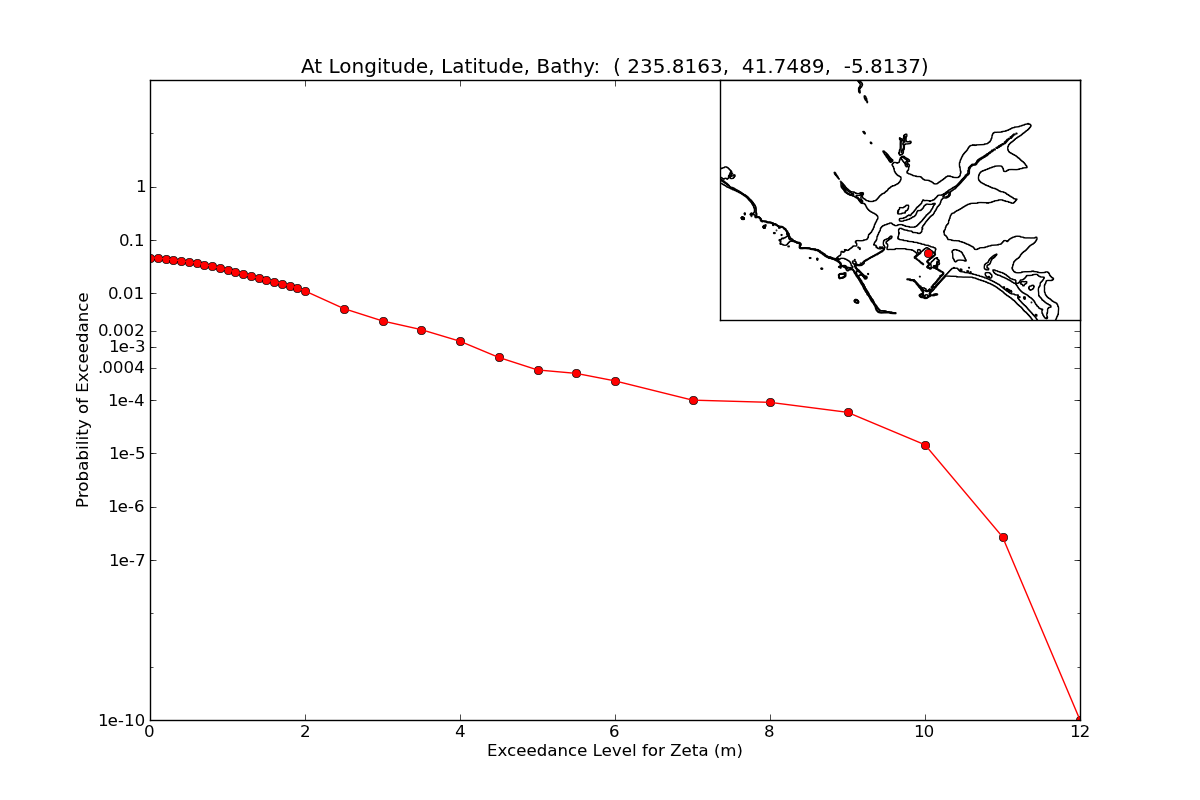 At Longitude, Latitude, Bathy: ( 235.8163, 41.7489, -5.8137)
Probability of Exceedance
1
0.1
0.01
0.002
1e-3
.0004
1e-4
1e-5
1e-6
1e-7
1e-10
0 2 4 6 8 10 12
Exceedance Level for Zeta (m)